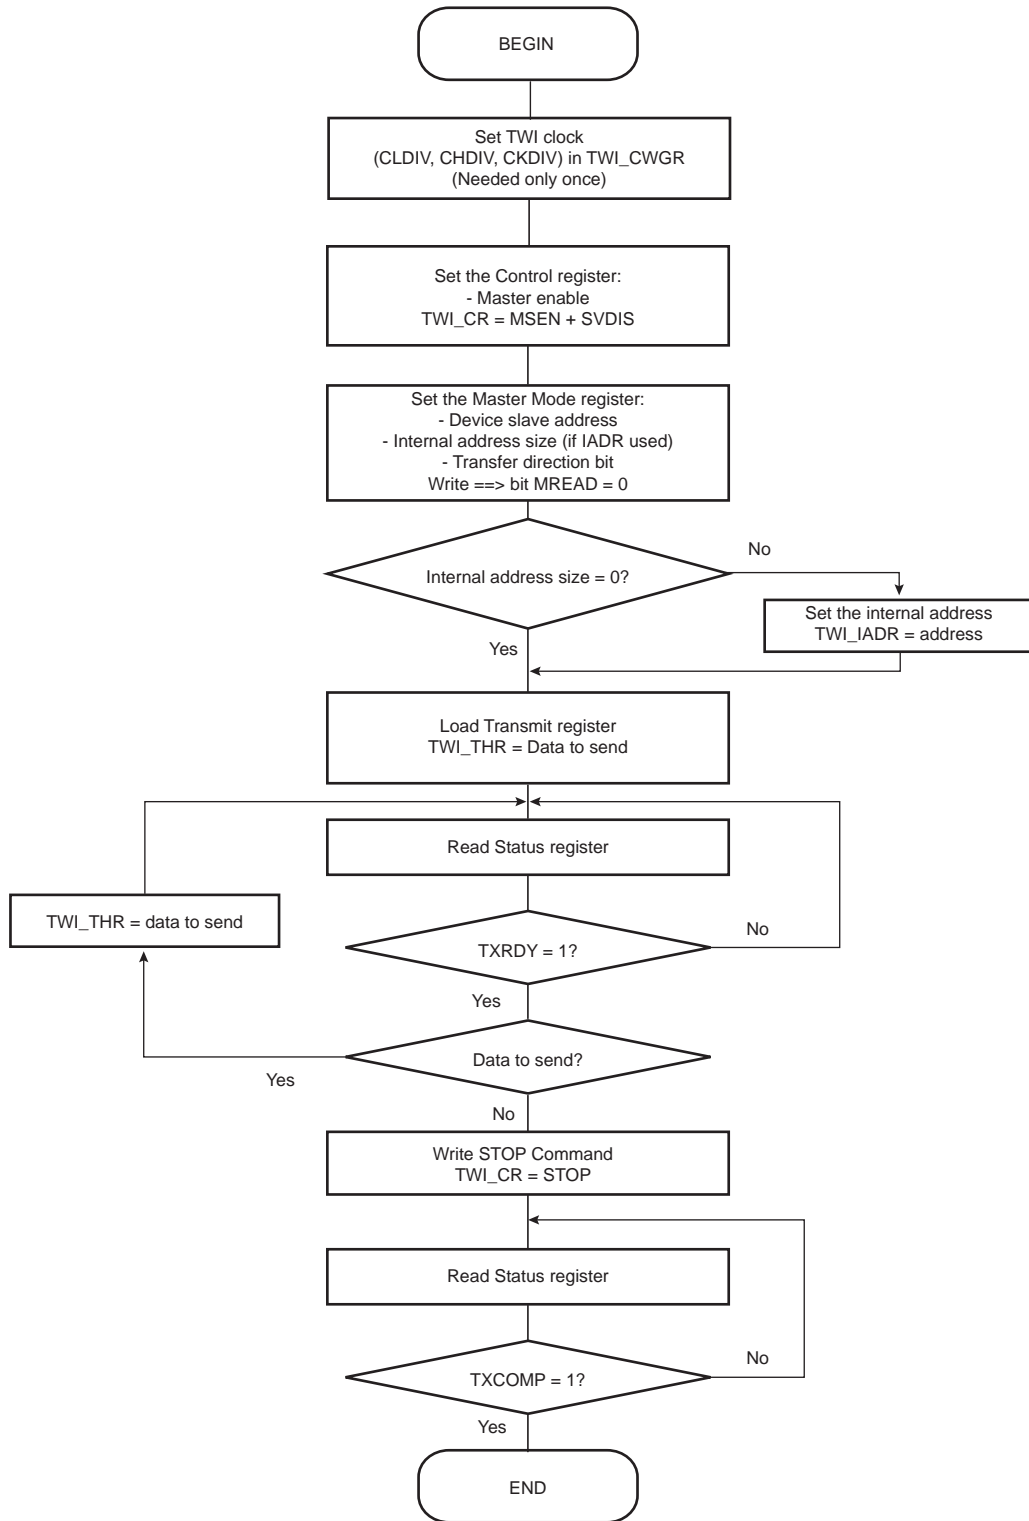 BEGIN
Set TWI clock
(CLDIV, CHDIV, CKDIV) in TWI_CWGR
(Needed only once)
Set the Control register:
- Master enable
TWI_CR = MSEN + SVDIS
Set the Master Mode register:
- Device slave address
- Internal address size (if IADR used)
- Transfer direction bit
Write ==> bit MREAD = 0
No
Internal address size = 0?
Set the internal address
TWI_IADR = address
Yes
Load Transmit register
TWI_THR = Data to send
Read Status register
TWI_THR = data to send
No
TXRDY = 1?
Yes
Data to send?
Yes
No
Write STOP Command
TWI_CR = STOP
Read Status register
No
TXCOMP = 1?
Yes
END